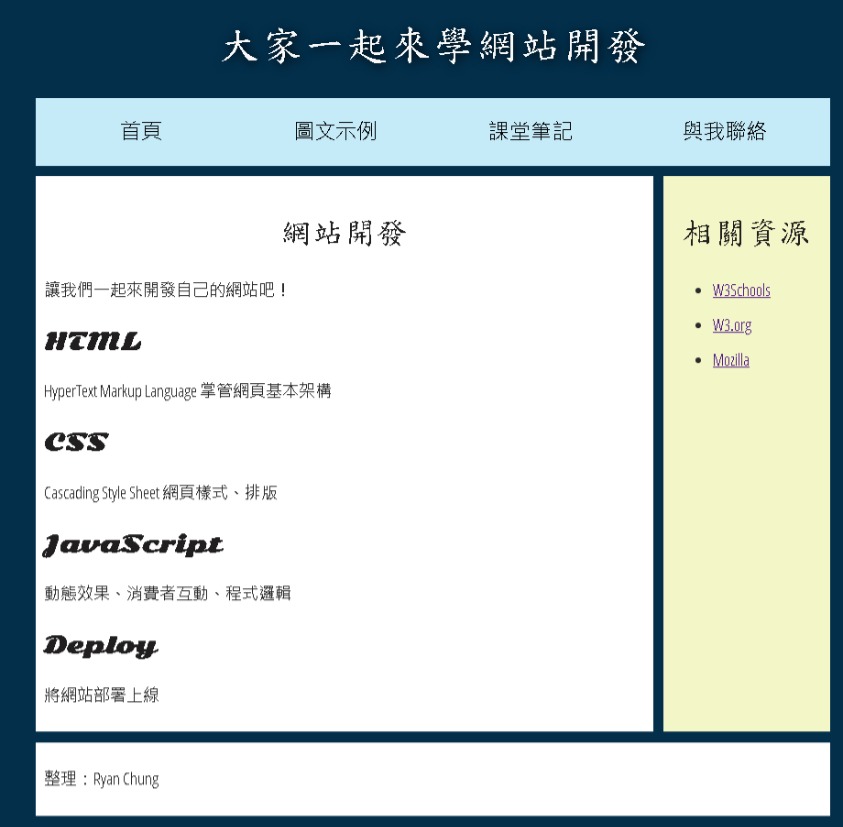 大家一起來學網站開發
首頁 圖文示例 課堂筆記 與我聯絡
網站開發
讓我們一起來開發自己的網站吧！
HTML
HyperText Markup Language 掌管網頁基本架構
CSS
Cascading Style Sheet 網頁樣式、排版
JavaScript
動態效果、消費者互動、程式邏輯
Deploy
將網站部署上線
相關資源
W3Schools
W3.org
Mozilla
整理：Ryan Chung